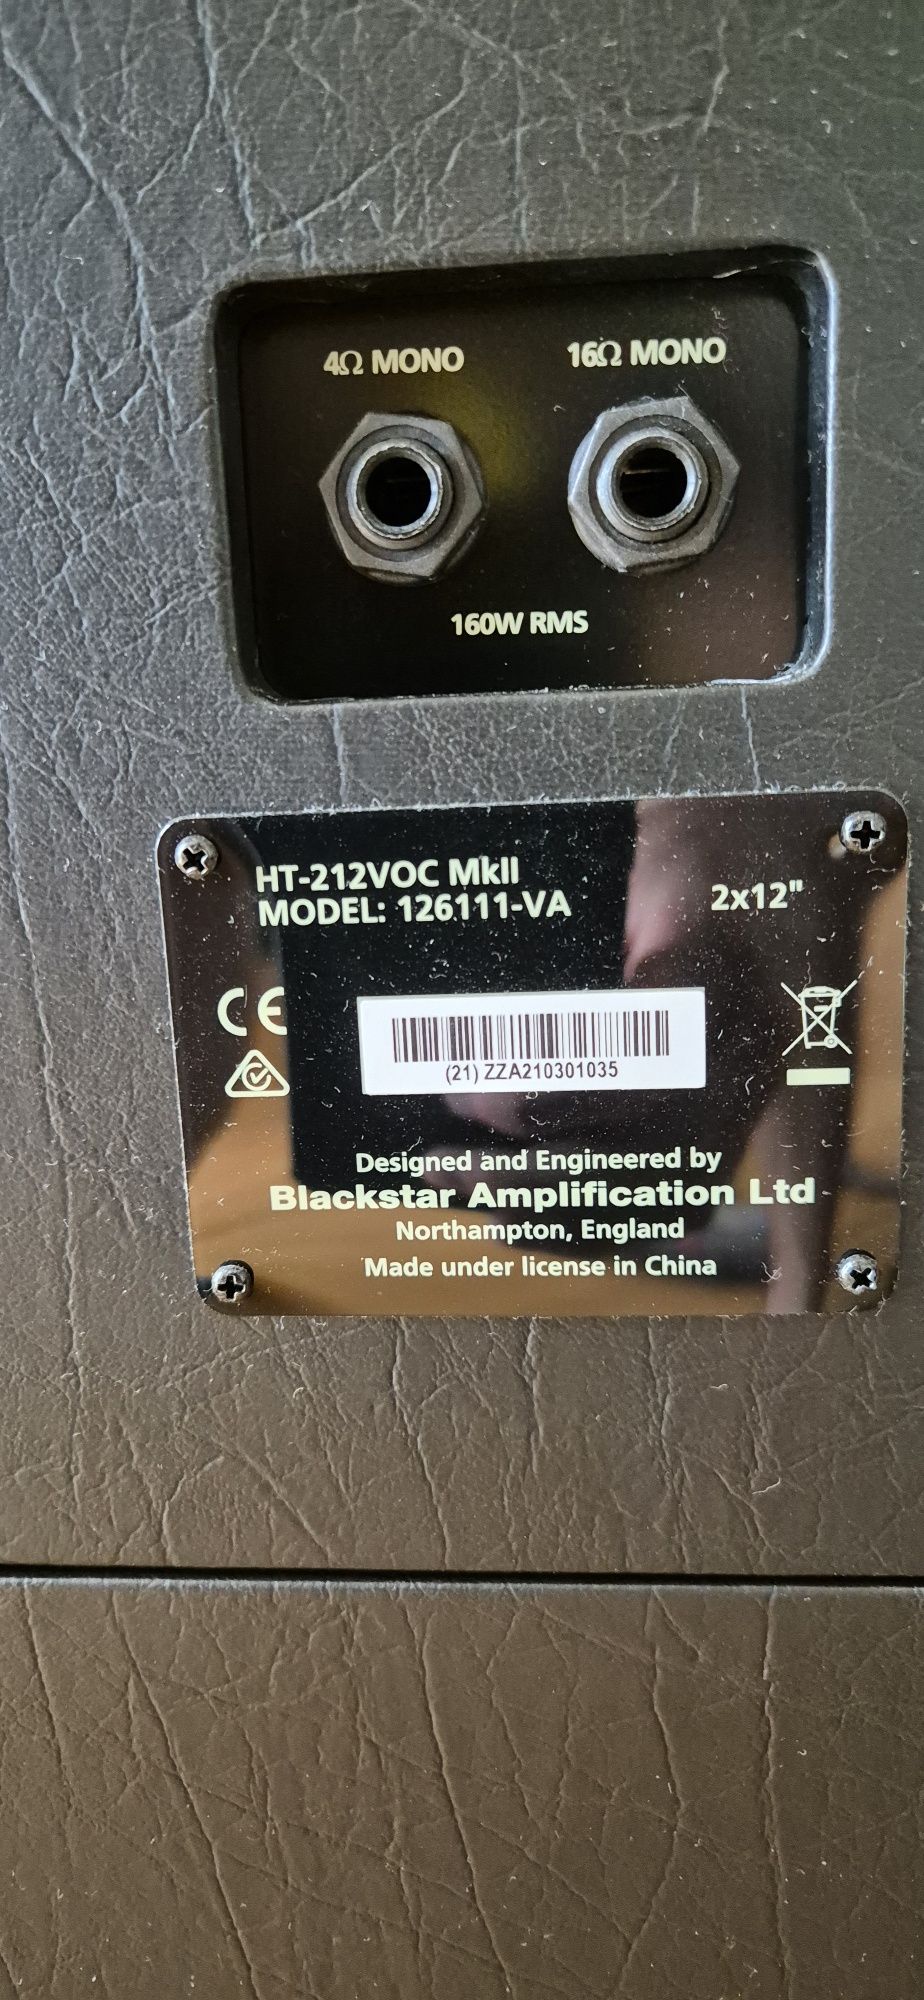 4Ω MONO 16Ω MONO
160W RMS
HT-212VOC MkII
MODEL: 126111-VA 2x12"
CE
(21) ZZA210301035
Designed and Engineered by
Blackstar Amplification Ltd
Northampton, England
Made under license in China